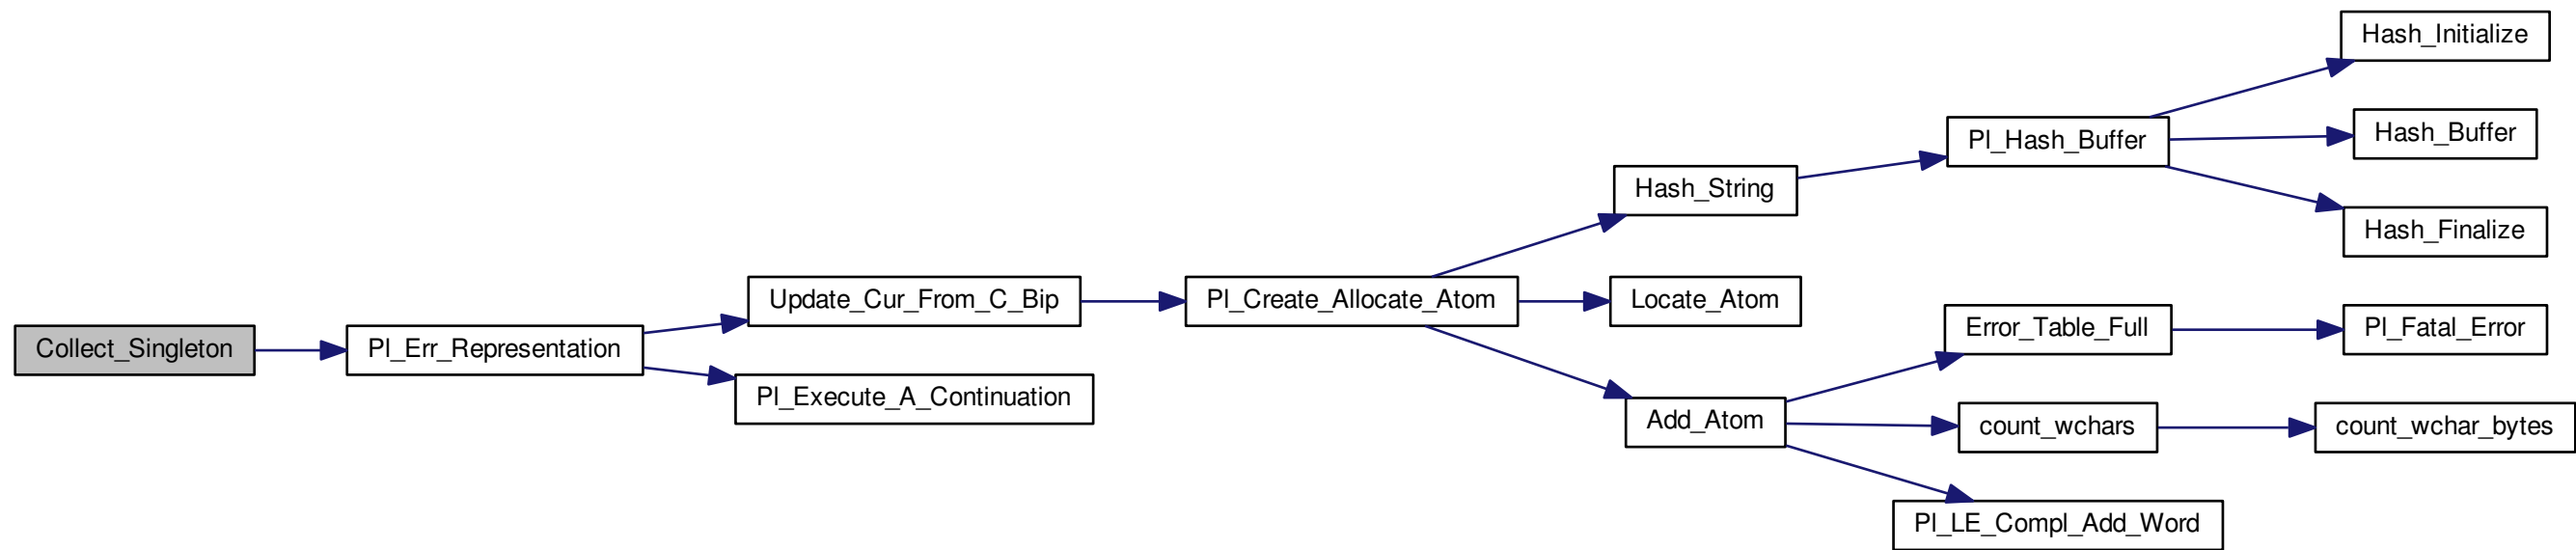 Collect_Singleton
Pl_Err_Representation
Update_Cur_From_C_Bip
Pl_Execute_A_Continuation
Pl_Create_Allocate_Atom
Hash_String
Locate_Atom
Add_Atom
Pl_Hash_Buffer
Error_Table_Full
count_wchars
Pl_LE_Compl_Add_Word
Hash_Initialize
Hash_Buffer
Hash_Finalize
Pl_Fatal_Error
count_wchar_bytes